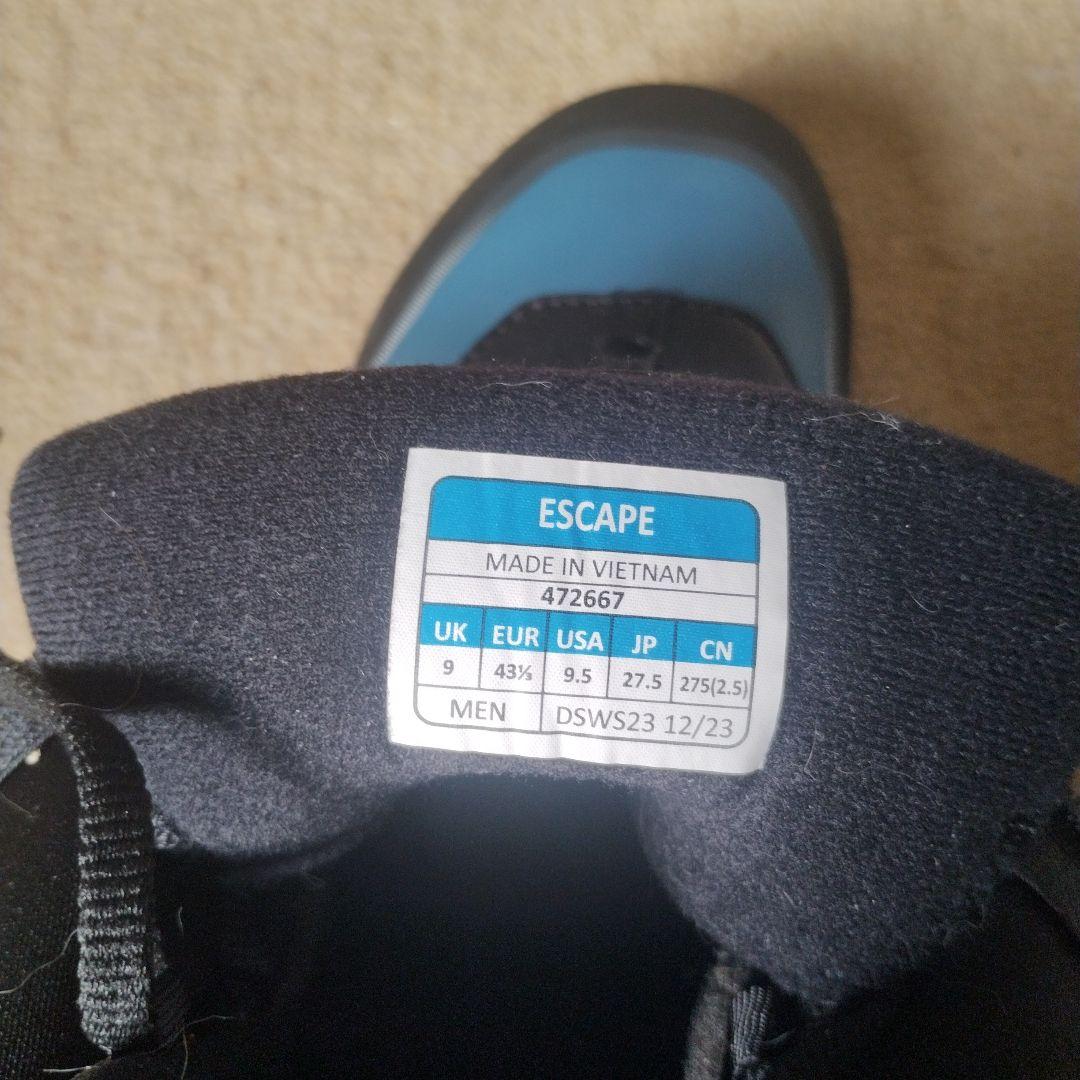 ESCAPE
MADE IN VIETNAM
472667
UK EUR USA JP CN
9 43⅓ 9.5 27.5 275(2.5)
MEN DSWS23 12/23